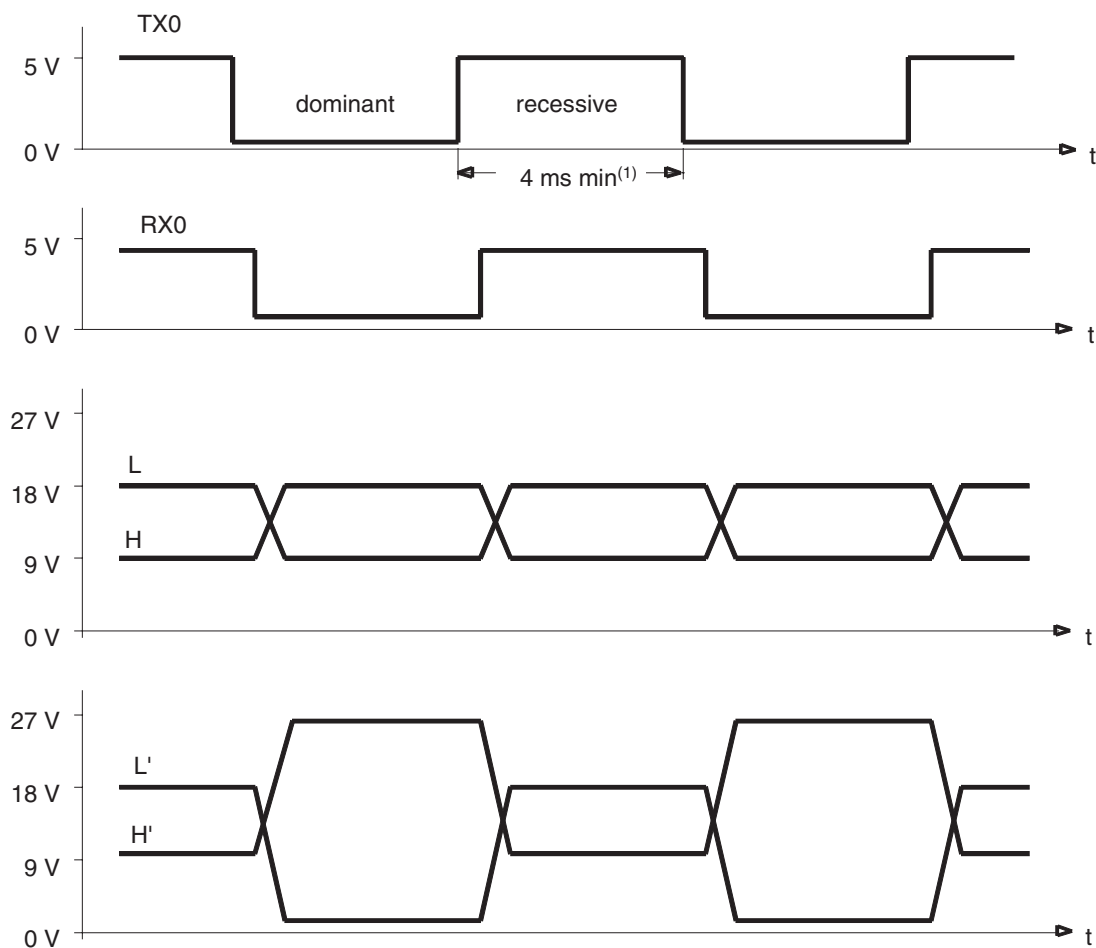 TX0
5 V
dominant
recessive
0 V
t
4 ms min(1)
RX0
5 V
0 V
t
27 V
L
18 V
H
9 V
0 V
t
27 V
L'
18 V
H'
9 V
0 V
t